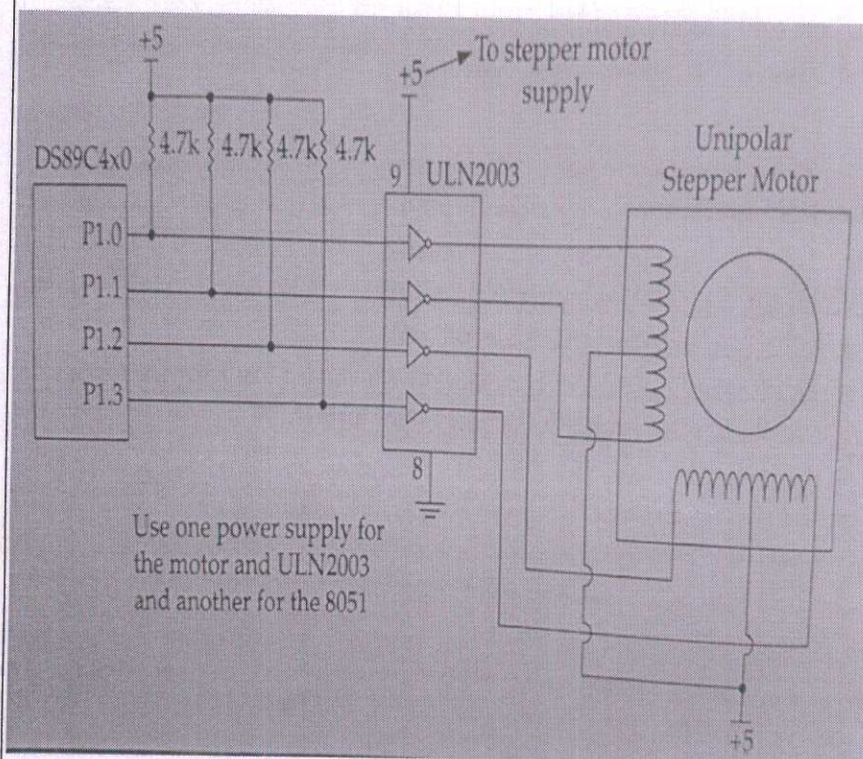 +5
+5
To stepper motor
supply
Unipolar
Stepper Motor
DS89C4x0
4.7k
4.7k
4.7k
4.7k
9
ULN2003
P1.0
P1.1
P1.2
P1.3
8
Use one power supply for
the motor and ULN2003
and another for the 8051
+5